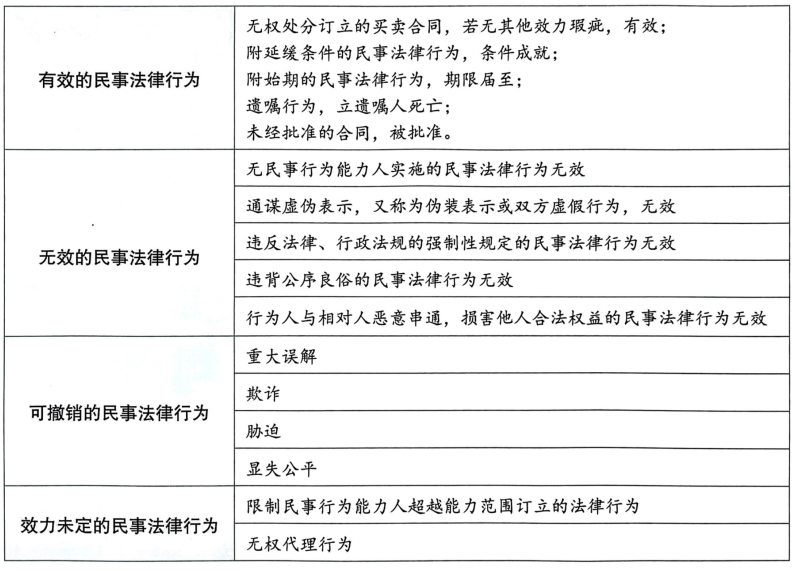 有效的民事法律行为
无权处分订立的买卖合同，若无其他效力瑕疵，有效；
附延缓条件的民事法律行为，条件成就；
附始期的民事法律行为，期限届至；
遗嘱行为，立遗嘱人死亡；
未经批准的合同，被批准。
无效的民事法律行为
无民事行为能力人实施的民事法律行为无效
通谋虚伪表示，又称为伪装表示或双方虚假行为，无效
违反法律、行政法规的强制性规定的民事法律行为无效
违背公序良俗的民事法律行为无效
行为人与相对人恶意串通，损害他人合法权益的民事法律行为无效
可撤销的民事法律行为
重大误解
欺诈
胁迫
显失公平
效力未定的民事法律行为
限制民事行为能力人超越能力范围订立的法律行为
无权代理行为